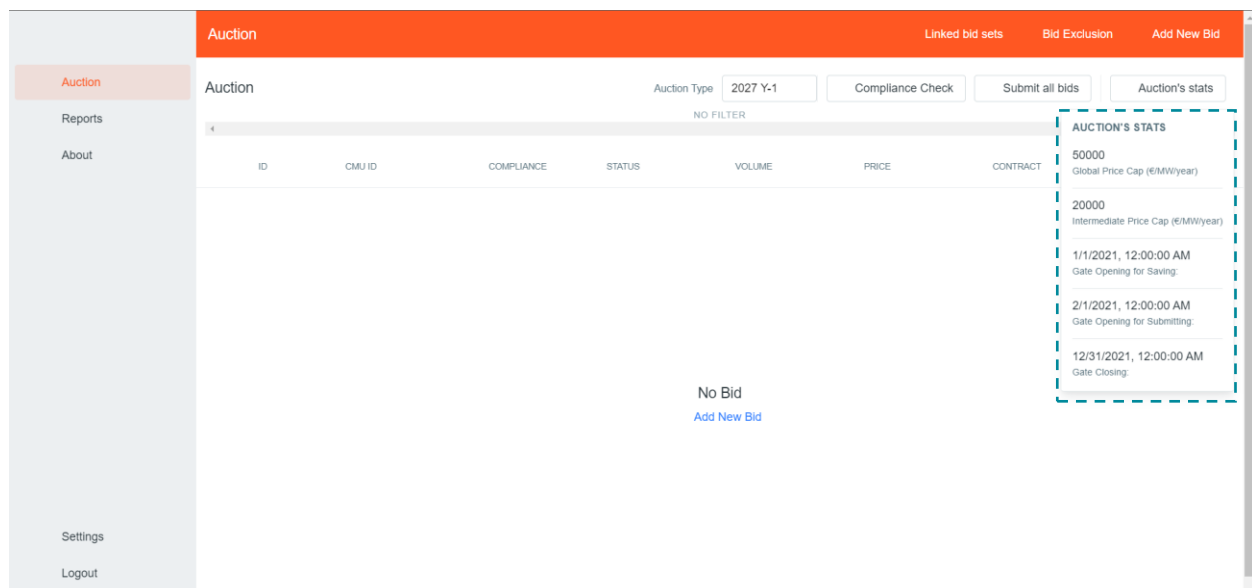 Auction
Linked bid sets
Bid Exclusion
Add New Bid
Auction
Reports
About
Settings
Logout
Auction
Auction Type
2027 Y-1
Compliance Check
Submit all bids
Auction's stats
NO FILTER
ID
CMU ID
COMPLIANCE
STATUS
VOLUME
PRICE
CONTRACT
AUCTION'S STATS
50000
Global Price Cap (€/MW/year)
20000
Intermediate Price Cap (€/MW/year)
1/1/2021, 12:00:00 AM
Gate Opening for Saving:
2/1/2021, 12:00:00 AM
Gate Opening for Submitting:
12/31/2021, 12:00:00 AM
Gate Closing:
No Bid
Add New Bid